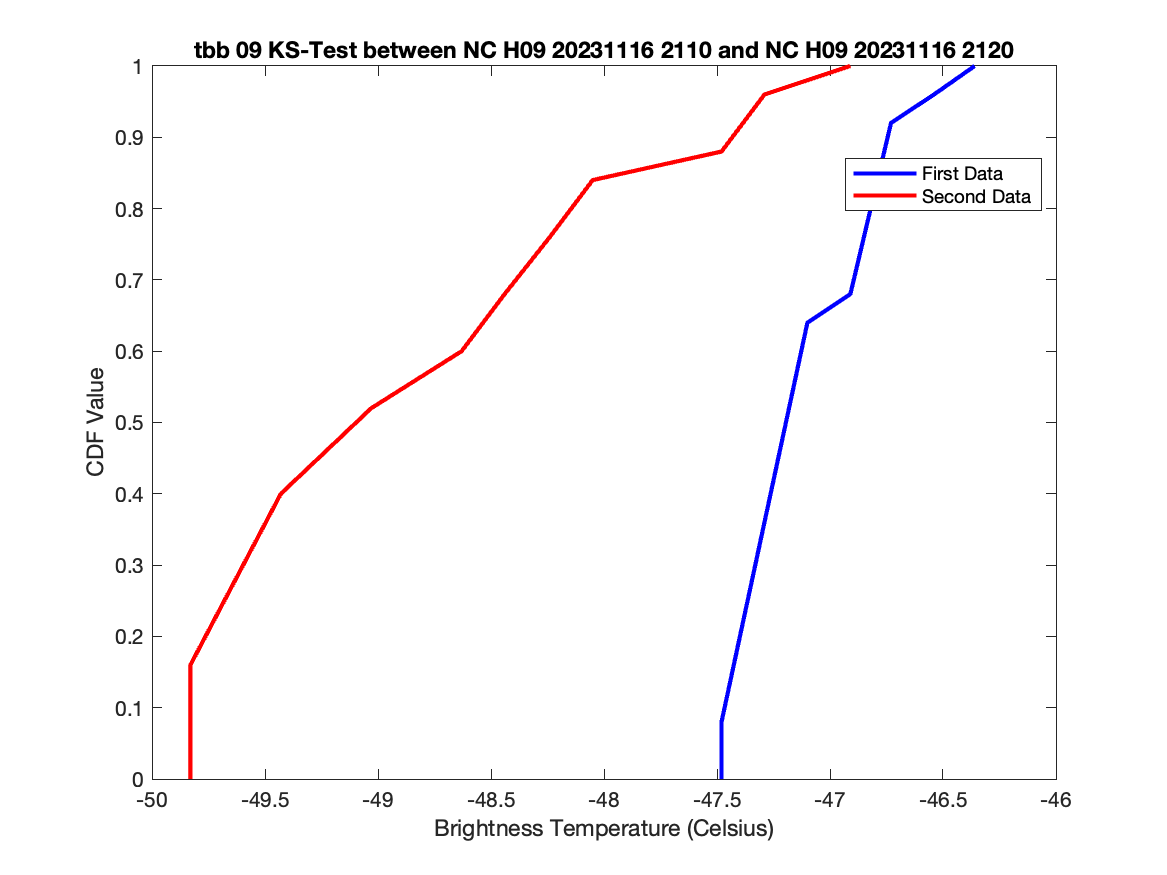 tbb 09 KS-Test between NC H09 20231116 2110 and NC H09 20231116 2120
1
0.9
0.8
0.7
0.6
0.5
0.4
0.3
0.2
0.1
0
CDF Value
First Data
Second Data
-50 -49.5 -49 -48.5 -48 -47.5 -47 -46.5 -46
Brightness Temperature (Celsius)